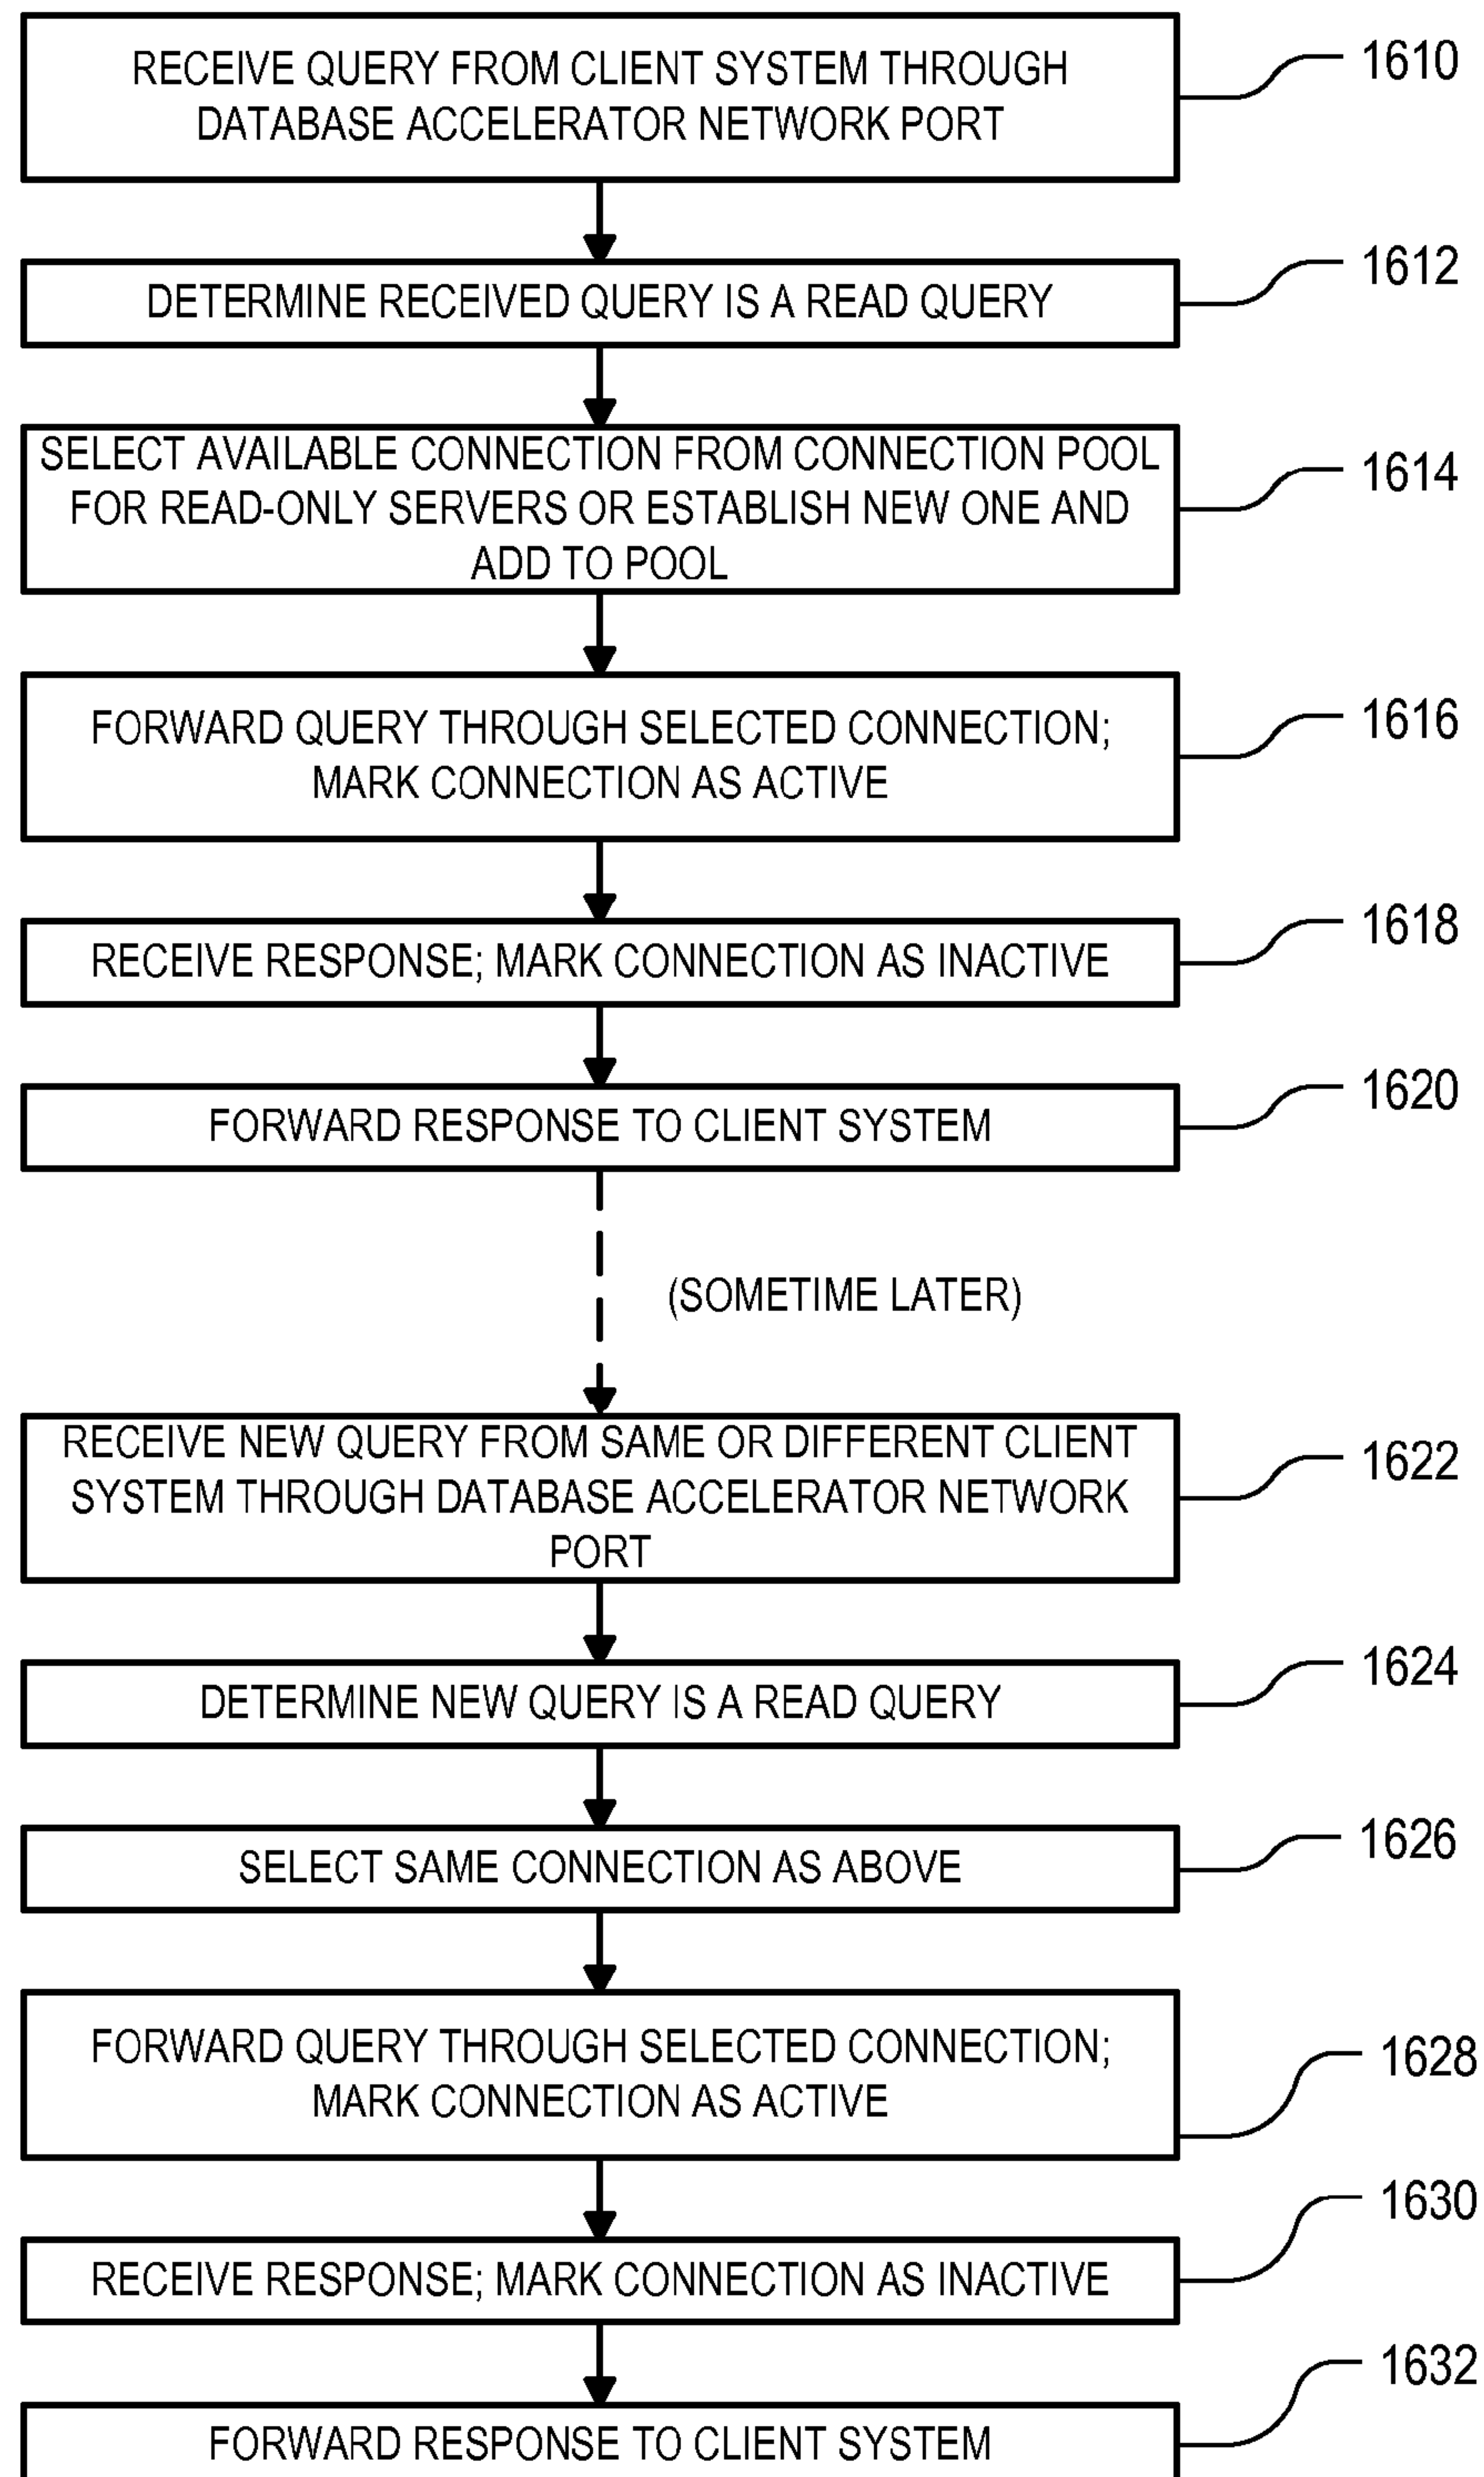 RECEIVE QUERY FROM CLIENT SYSTEM THROUGH
DATABASE ACCELERATOR NETWORK PORT
1610
DETERMINE RECEIVED QUERY IS A READ QUERY
1612
SELECT AVAILABLE CONNECTION FROM CONNECTION POOL
FOR READ-ONLY SERVERS OR ESTABLISH NEW ONE AND
ADD TO POOL
1614
FORWARD QUERY THROUGH SELECTED CONNECTION;
MARK CONNECTION AS ACTIVE
1616
RECEIVE RESPONSE; MARK CONNECTION AS INACTIVE
1618
FORWARD RESPONSE TO CLIENT SYSTEM
1620
(SOMETIME LATER)
RECEIVE NEW QUERY FROM SAME OR DIFFERENT CLIENT
SYSTEM THROUGH DATABASE ACCELERATOR NETWORK
PORT
1622
DETERMINE NEW QUERY IS A READ QUERY
1624
SELECT SAME CONNECTION AS ABOVE
1626
FORWARD QUERY THROUGH SELECTED CONNECTION;
MARK CONNECTION AS ACTIVE
1628
RECEIVE RESPONSE; MARK CONNECTION AS INACTIVE
1630
FORWARD RESPONSE TO CLIENT SYSTEM
1632